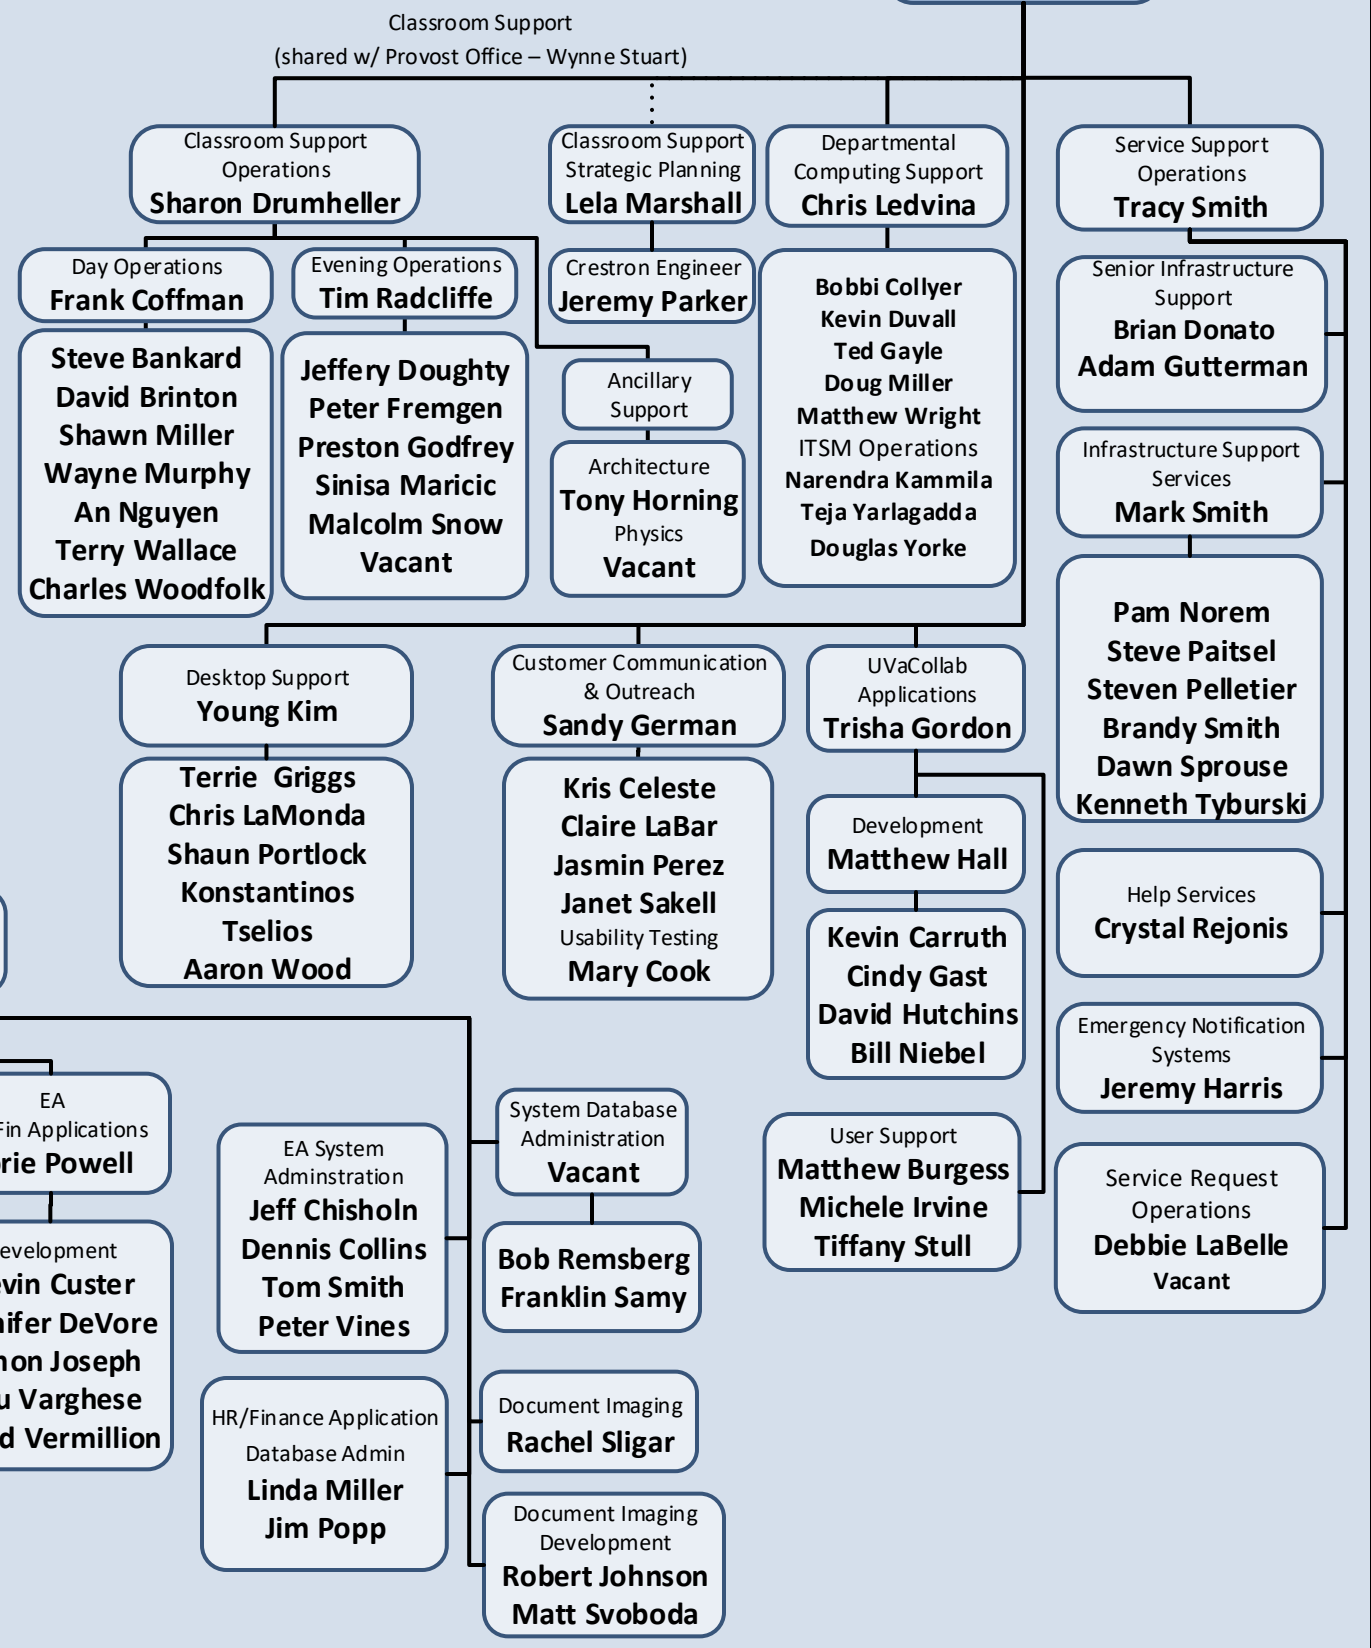 Classroom Support
(shared w/ Provost Office – Wynne Stuart)
Classroom Support
Operations
Sharon Drumheller
Classroom Support
Strategic Planning
Lela Marshall
Departmental
Computing Support
Chris Ledvina
Service Support
Operations
Tracy Smith
Day Operations
Frank Coffman
Evening Operations
Tim Radcliffe
Crestron Engineer
Jeremy Parker
Steve Bankard
David Brinton
Shawn Miller
Wayne Murphy
An Nguyen
Terry Wallace
Charles Woodfolk
Jeffery Doughty
Peter Fremgen
Preston Godfrey
Sinisa Maricic
Malcolm Snow
Vacant
Ancillary
Support
Architecture
Tony Horning
Physics
Vacant
Bobbi Collyer
Kevin Duvall
Ted Gayle
Doug Miller
Matthew Wright
ITSM Operations
Narendra Kammila
Teja Yarlagadda
Douglas Yorke
Senior Infrastructure
Support
Brian Donato
Adam Gutterman
Infrastructure Support
Services
Mark Smith
Pam Norem
Steve Paitsel
Steven Pelletier
Brandy Smith
Dawn Sprouse
Kenneth Tyburski
Help Services
Crystal Rejonis
Emergency Notification
Systems
Jeremy Harris
Service Request
Operations
Debbie LaBelle
Vacant
Desktop Support
Young Kim
Terrie  Griggs
Chris LaMonda
Shaun Portlock
Konstantinos
Tselios
Aaron Wood
Customer Communication
& Outreach
Sandy German
Kris Celeste
Claire LaBar
Jasmin Perez
Janet Sakell
Usability Testing
Mary Cook
UVaCollab
Applications
Trisha Gordon
Development
Matthew Hall
Kevin Carruth
Cindy Gast
David Hutchins
Bill Niebel
User Support
Matthew Burgess
Michele Irvine
Tiffany Stull
EA
Fin Applications
Powell
Custer
DeVore
Joseph
Varghese
Vermillion
EA System
Adminstration
Jeff Chisholn
Dennis Collins
Tom Smith
Peter Vines
HR/Finance Application
Database Admin
Linda Miller
Jim Popp
System Database
Administration
Vacant
Bob Remsberg
Franklin Samy
Document Imaging
Rachel Sligar
Document Imaging
Development
Robert Johnson
Matt Svoboda